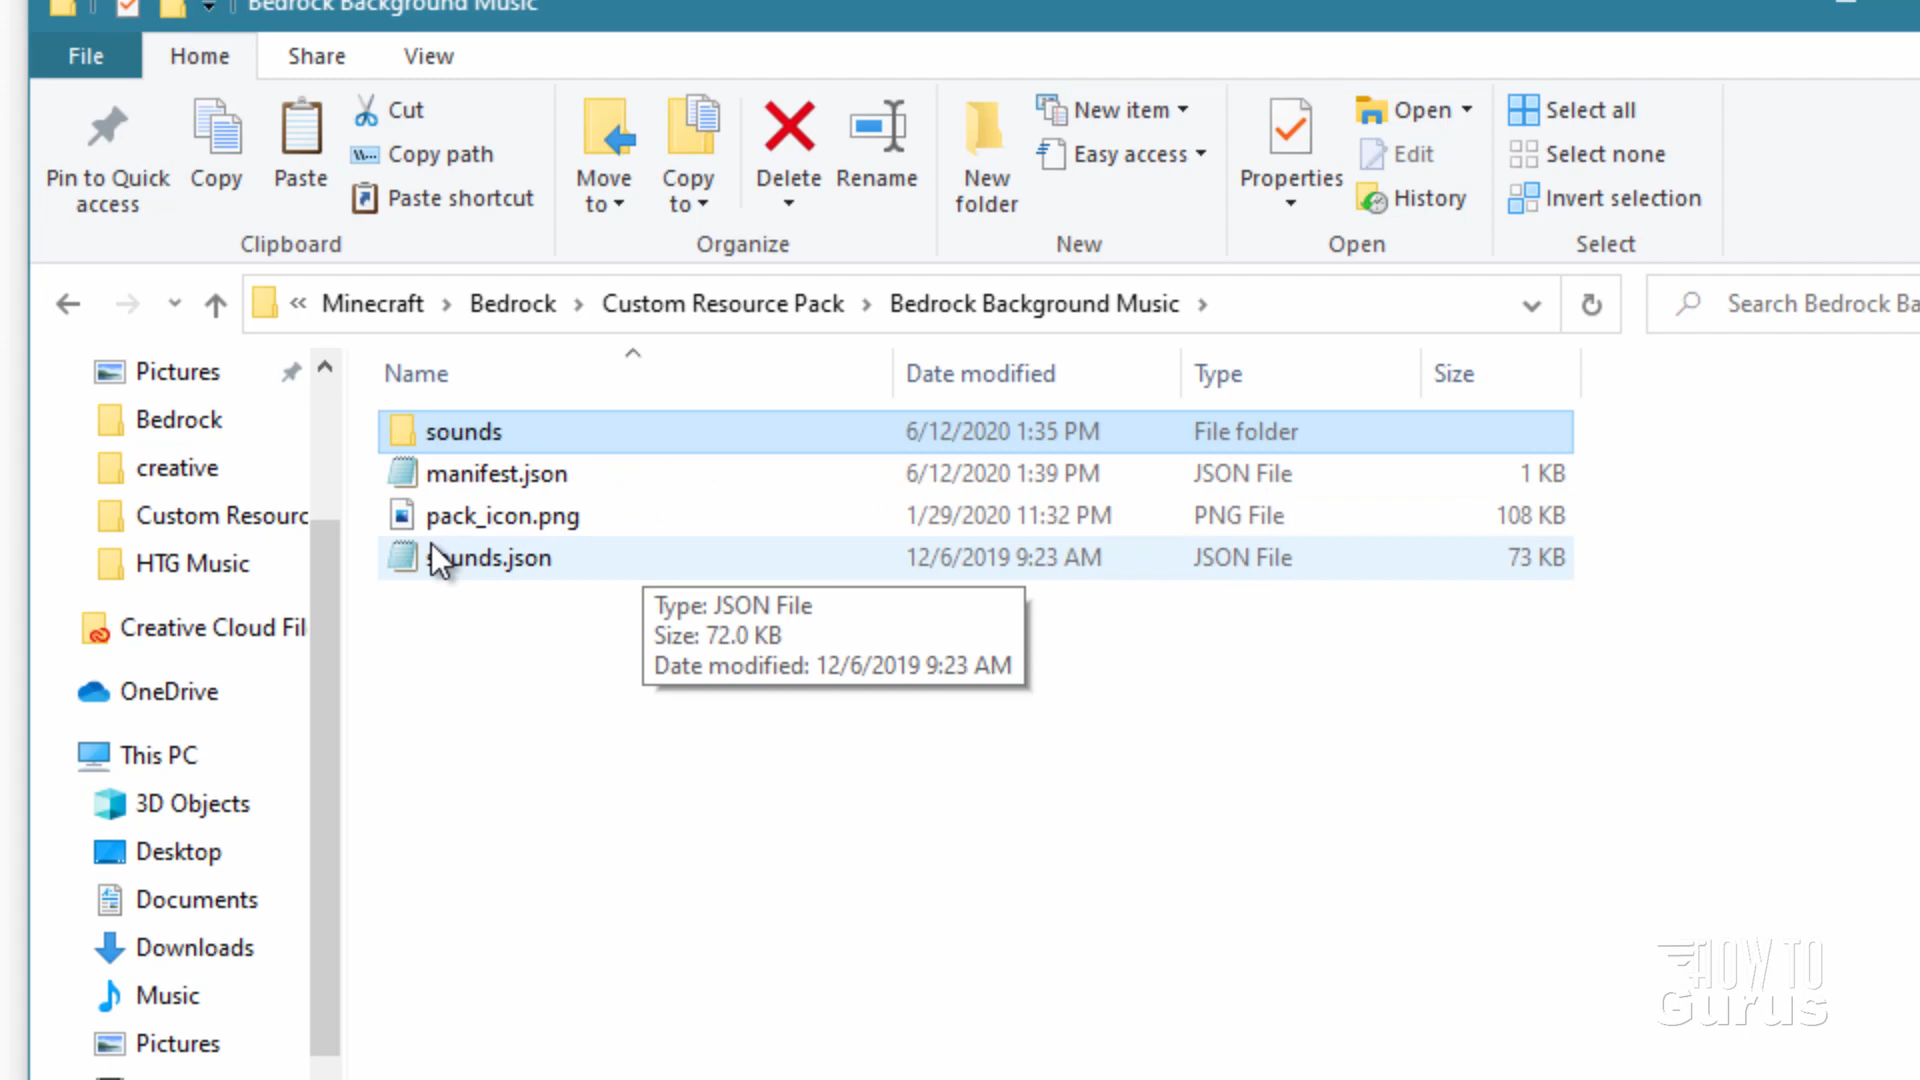 Bedrock Background Music
File Home Share View
Pin to Quick access
Copy
Paste
Cut
Copy path
Paste shortcut
Clipboard
Move to
Copy to
Delete
Rename
Organize
New folder
New item
Easy access
New
Properties
Open
Edit
History
Open
Select all
Select none
Invert selection
Select
« Minecraft › Bedrock › Custom Resource Pack › Bedrock Background Music ›
Search Bedrock Ba
Pictures
Bedrock
creative
Custom Resourc
HTG Music
Creative Cloud Fil
OneDrive
This PC
3D Objects
Desktop
Documents
Downloads
Music
Pictures
Name Date modified Type Size
sounds 6/12/2020 1:35 PM File folder
manifest.json 6/12/2020 1:39 PM JSON File 1 KB
pack_icon.png 1/29/2020 11:32 PM PNG File 108 KB
sounds.json 12/6/2019 9:23 AM JSON File 73 KB
Type: JSON File
Size: 72.0 KB
Date modified: 12/6/2019 9:23 AM
HOW TO
Gurus